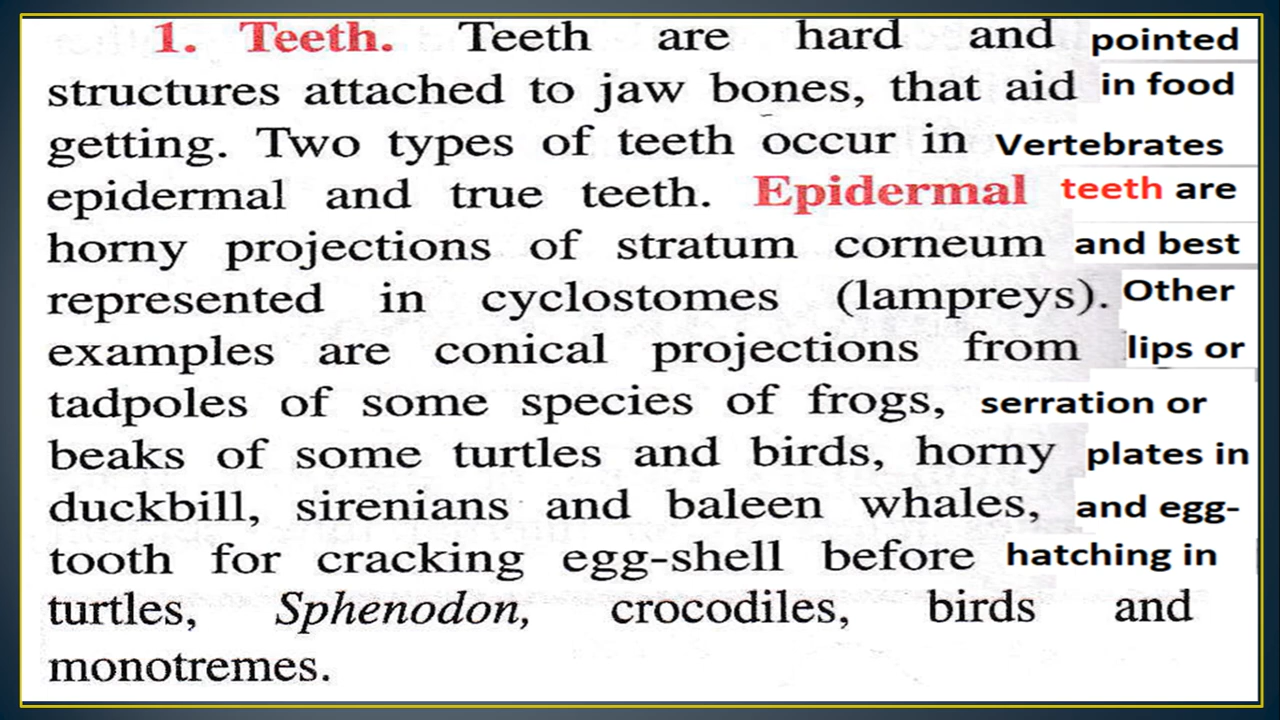 1. Teeth. Teeth are hard and pointed
structures attached to jaw bones, that aid in food
getting. Two types of teeth occur in Vertebrates
epidermal and true teeth. Epidermal teeth are
horny projections of stratum corneum and best
represented in cyclostomes (lampreys). Other
examples are conical projections from lips or
tadpoles of some species of frogs, serration or
beaks of some turtles and birds, horny plates in
duckbill, sirenians and baleen whales, and egg-
tooth for cracking egg-shell before hatching in
turtles, Sphenodon, crocodiles, birds and
monotremes.